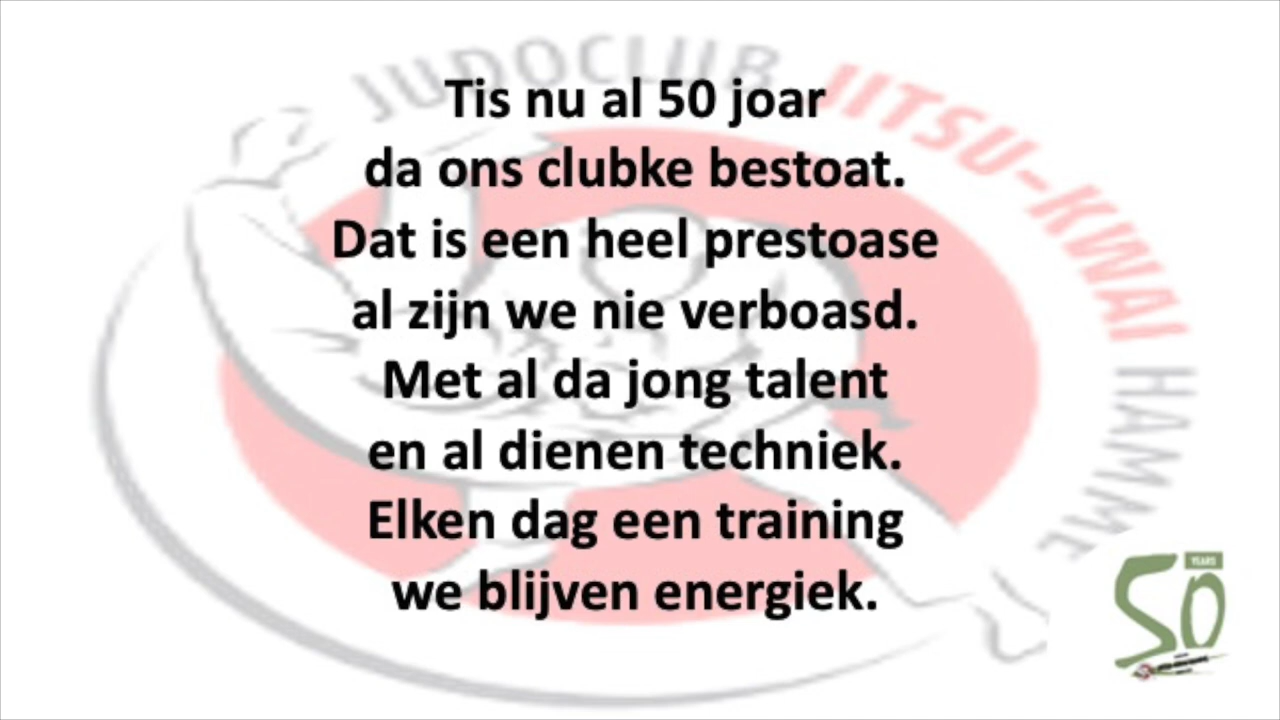 JUDOCLUB JITSU-KWAI HAMME
Tis nu al 50 joar
da ons clubke bestoat.
Dat is een heel prestoase
al zijn we nie verboasd.
Met al da jong talent
en al dienen techniek.
Elken dag een training
we blijven energiek.
YEARS
50